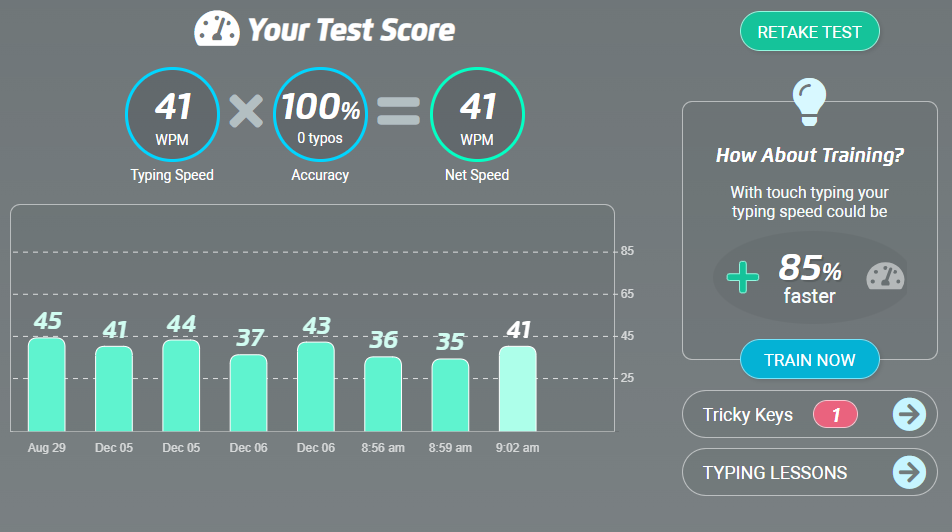 Your Test Score
41
WPM
Typing Speed
100%
0 typos
Accuracy
41
WPM
Net Speed
85
65
45
25
45
41
44
37
43
36
35
41
Aug 29
Dec 05
Dec 05
Dec 06
Dec 06
8:56 am
8:59 am
9:02 am
RETAKE TEST
How About Training?
With touch typing your
typing speed could be
85%
faster
TRAIN NOW
Tricky Keys 1
TYPING LESSONS